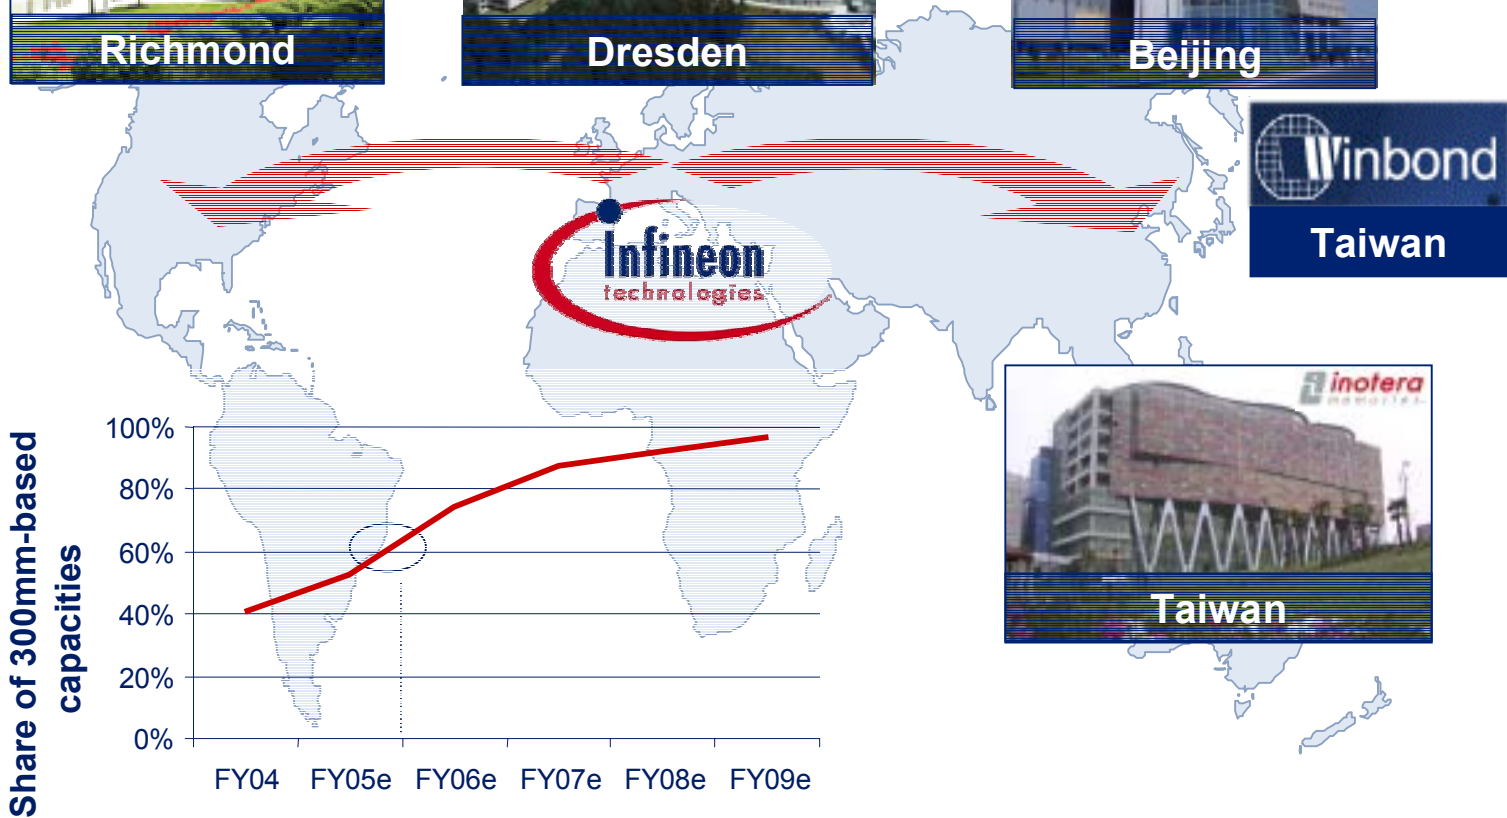 Richmond
Dresden
Beijing
Winbond
®
Taiwan
Infineon
technologies
inotera
memories
Taiwan
Share of 300mm-based
capacities
100%
80%
60%
40%
20%
0%
FY04
FY05e
FY06e
FY07e
FY08e
FY09e